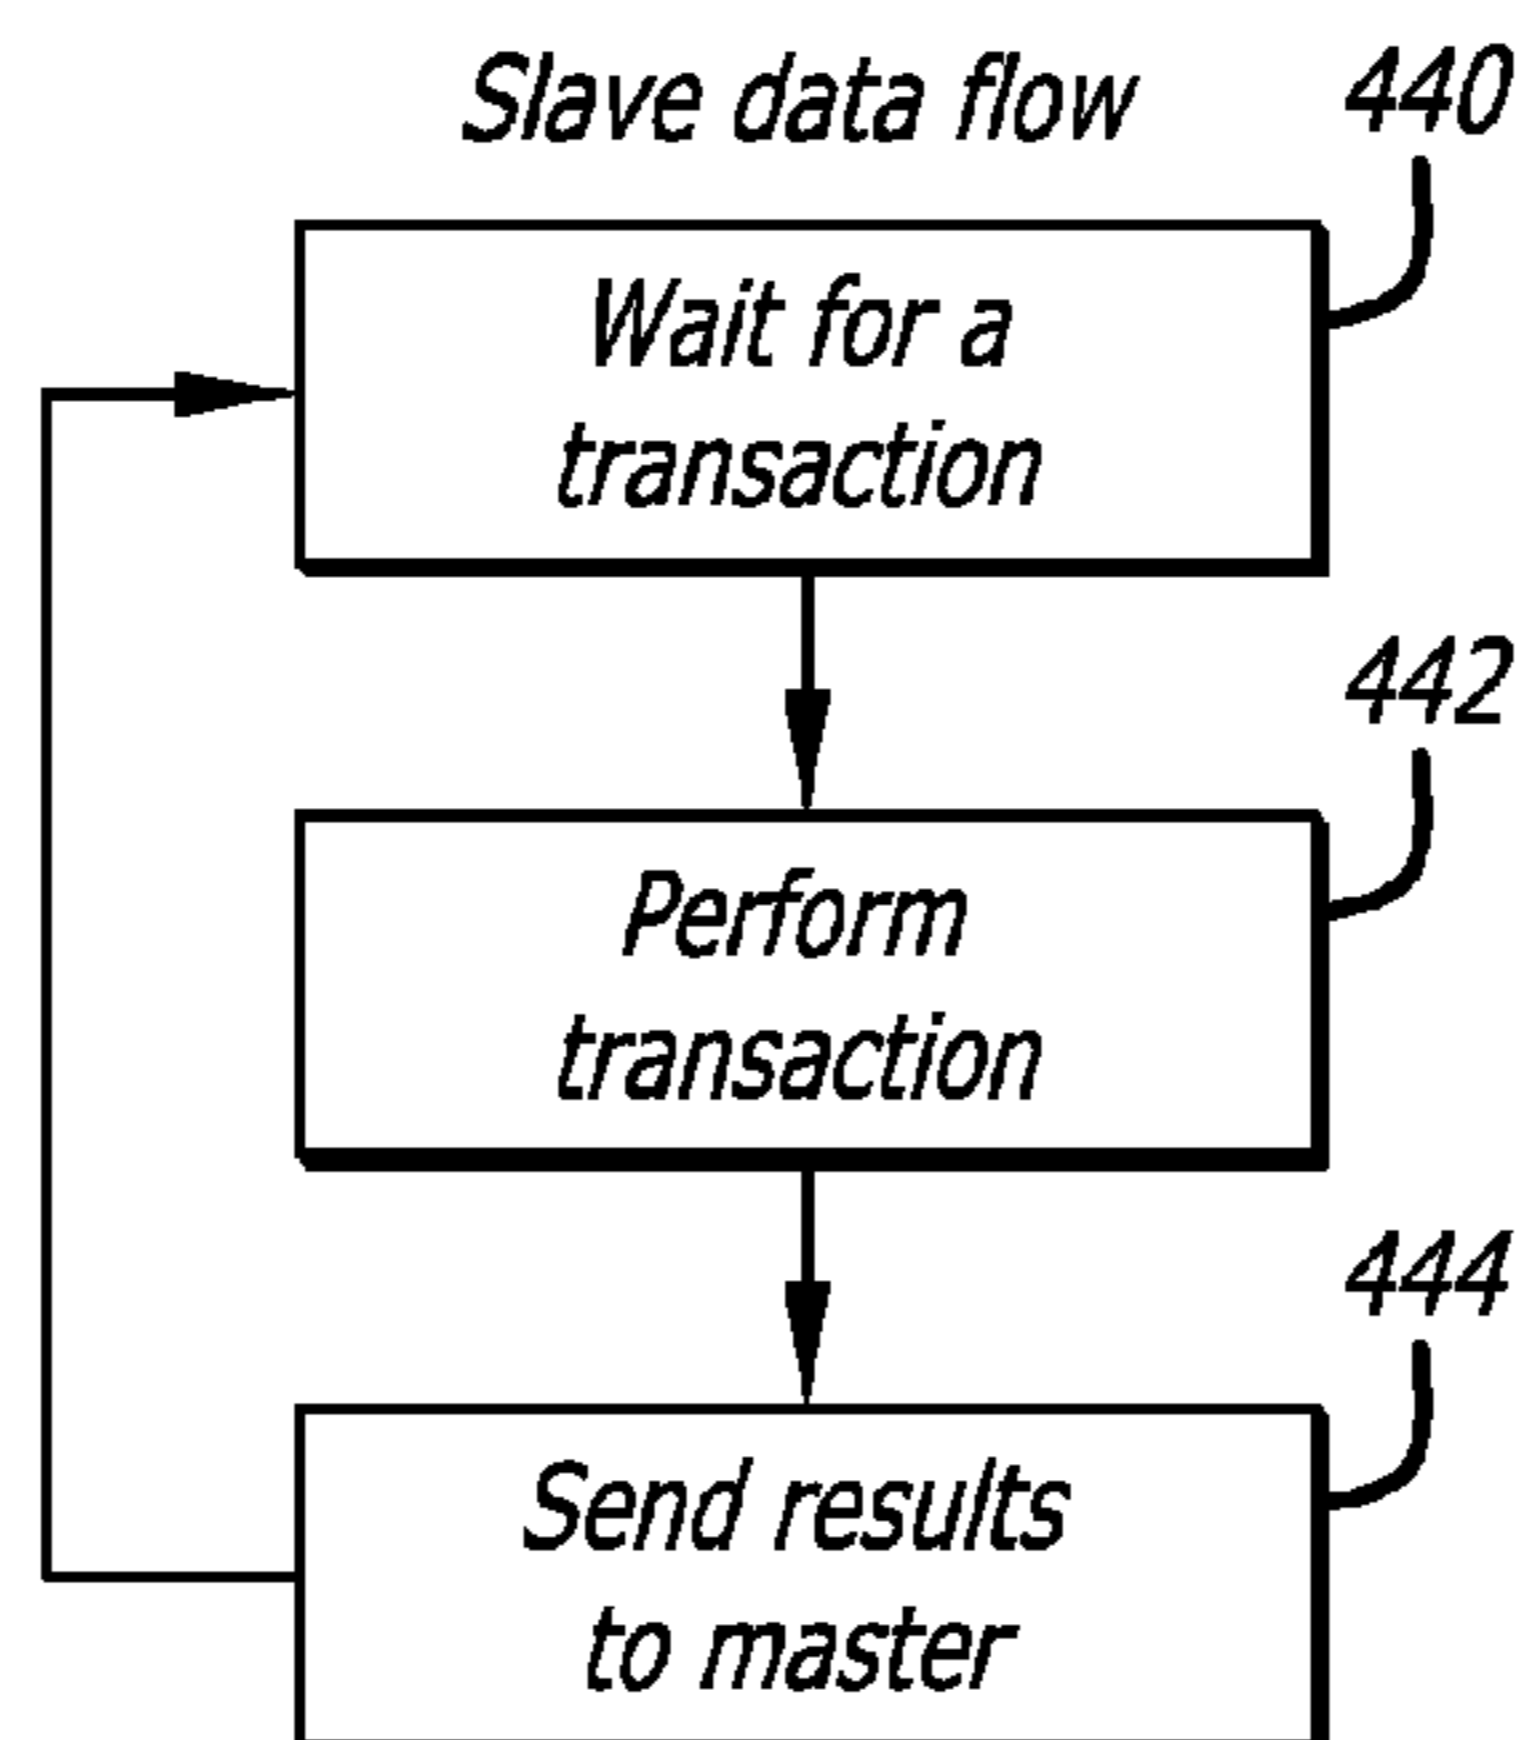 Slave data flow
440
Wait for a
transaction
442
Perform
transaction
444
Send results
to master